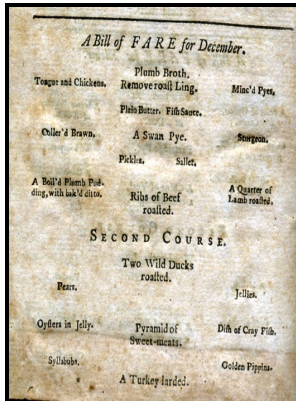 A Bill of FARE for December.
Plumb Broth.
Tongue and Chickens. Remove roast Ling. Minc'd Pyes.
Plain Butter. Fish Sauce.
Coller'd Brawn. A Swan Pye. Sturgeon.
Pickles. Sallet.
A Boil'd Plumb Pud-
ding, with bak'd ditto. Ribs of Beef
roasted. A Quarter of
Lamb roasted.
SECOND COURSE.
Two Wild Ducks
roasted.
Pears. Jellies.
Oysters in Jelly. Pyramid of
Sweet-meats. Dish of Cray Fish.
Syllabubs. Golden Pippins.
A Turkey larded.